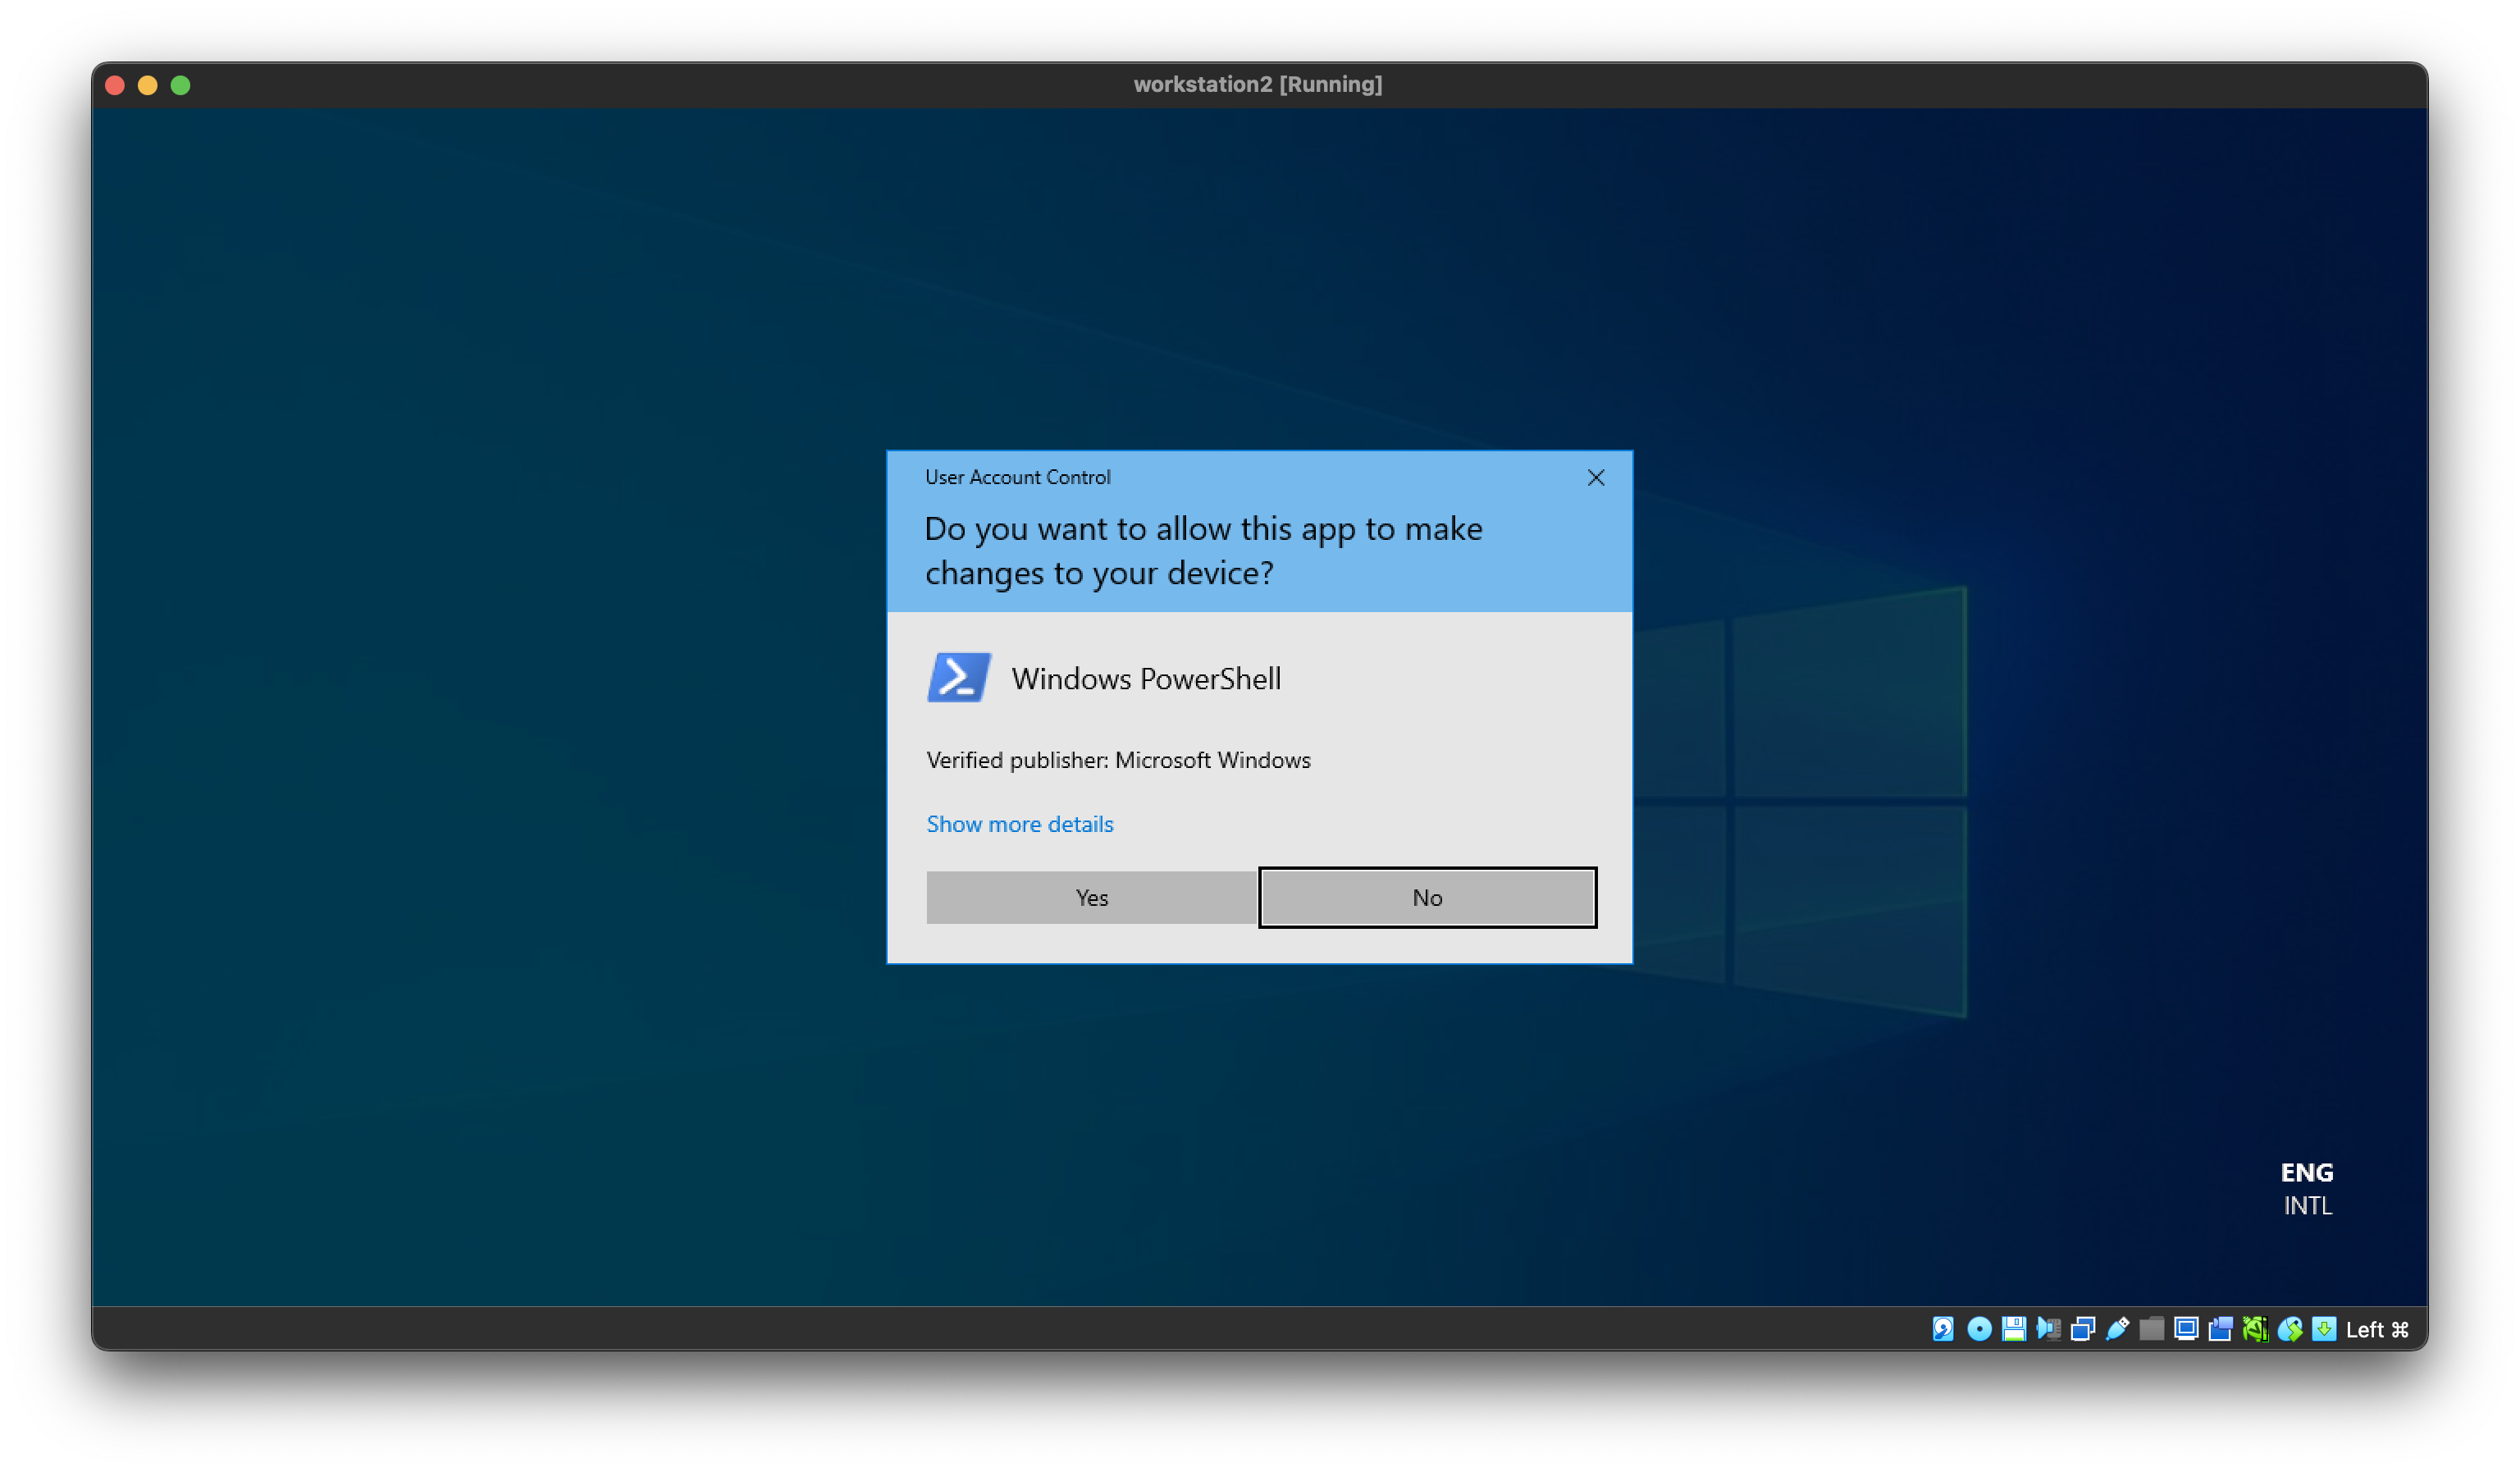 workstation2 [Running]
User Account Control
Do you want to allow this app to make
changes to your device?
Windows PowerShell
Verified publisher: Microsoft Windows
Show more details
Yes
No
ENG
INTL
Left ⌘